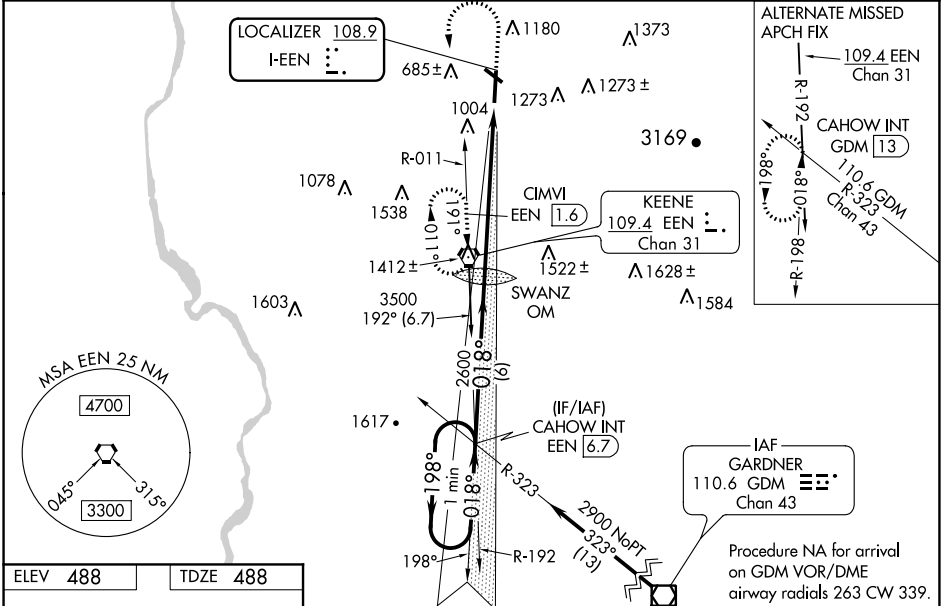 LOCALIZER 108.9
I-EEN
1180
1373
685±
1273
1273±
1004
3169
R-011
1078
1538
CIMVI
EEN 1.6
191°
011°
KEENE
109.4 EEN
Chan 31
1412±
1522±
1628±
1584
SWANZ
OM
3500
192° (6.7)
1603
2600
018°
(6)
MSA EEN 25 NM
4700
045°
315°
3300
1617
(IF/IAF)
CAHOW INT
EEN 6.7
198°
1 min
018°
R-323
198°
R-192
2900 NoPT
323°
(13)
IAF
GARDNER
110.6 GDM
Chan 43
Procedure NA for arrival
on GDM VOR/DME
airway radials 263 CW 339.
ALTERNATE MISSED
APCH FIX
109.4 EEN
Chan 31
R-192
CAHOW INT
GDM 13
198°
018°
110.6 GDM
R-323
Chan 43
R-198
ELEV 488
TDZE 488